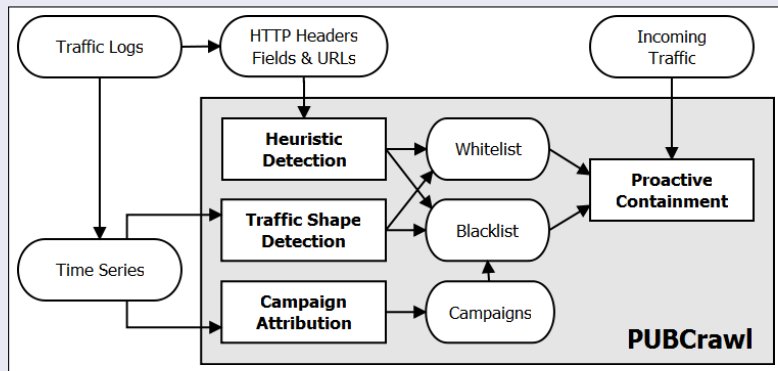 Traffic Logs
HTTP Headers
Fields & URLs
Incoming
Traffic
Heuristic
Detection
Whitelist
Proactive
Containment
Traffic Shape
Detection
Blacklist
Time Series
Campaign
Attribution
Campaigns
PUBCrawl